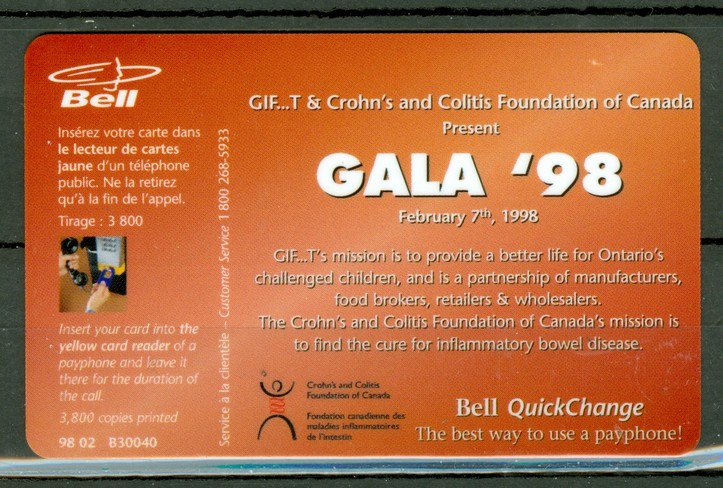 Bell
Insérez votre carte dans
le lecteur de cartes
jaune d'un téléphone
public. Ne la retirez
qu'à la fin de l'appel.
Tirage : 3 800
Insert your card into the
yellow card reader of a
payphone and leave it
there for the duration of
the call.
3,800 copies printed
98 02 B30040
Service à la clientèle – Customer Service 1 800 268-5933
GIF...T & Crohn's and Colitis Foundation of Canada
Present
GALA '98
February 7th, 1998
GIF...T's mission is to provide a better life for Ontario's
challenged children, and is a partnership of manufacturers,
food brokers, retailers & wholesalers.
The Crohn's and Colitis Foundation of Canada's mission is
to find the cure for inflammatory bowel disease.
Crohn's and Colitis
Foundation of Canada
Fondation canadienne des
maladies inflammatoires
de l'intestin
Bell QuickChange
The best way to use a payphone!